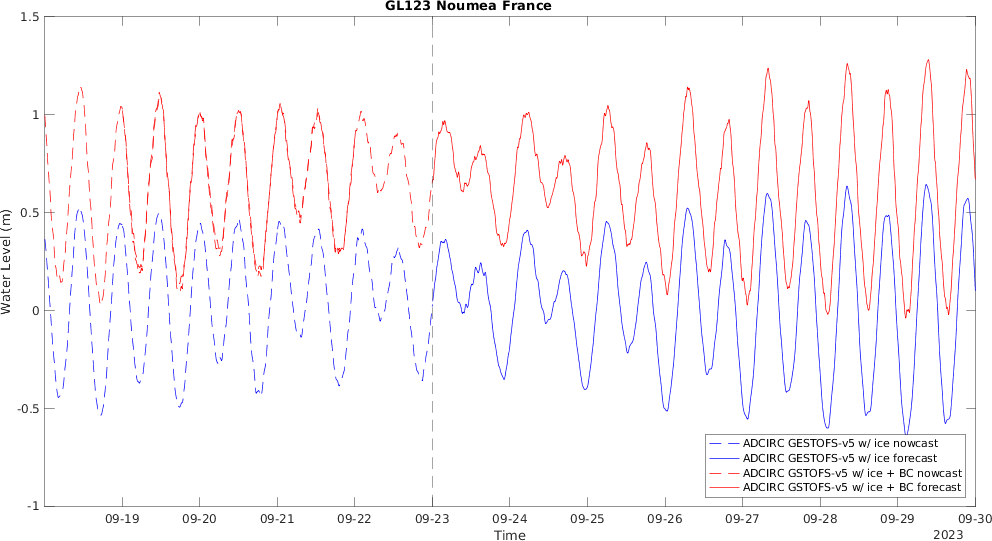 GL123 Noumea France
Water Level (m)
1.5
1
0.5
0
-0.5
-1
ADCIRC GESTOFS-v5 w/ ice nowcast
ADCIRC GESTOFS-v5 w/ ice forecast
ADCIRC GSTOFS-v5 w/ ice + BC nowcast
ADCIRC GSTOFS-v5 w/ ice + BC forecast
09-19 09-20 09-21 09-22 09-23 09-24 09-25 09-26 09-27 09-28 09-29 09-30
Time
2023